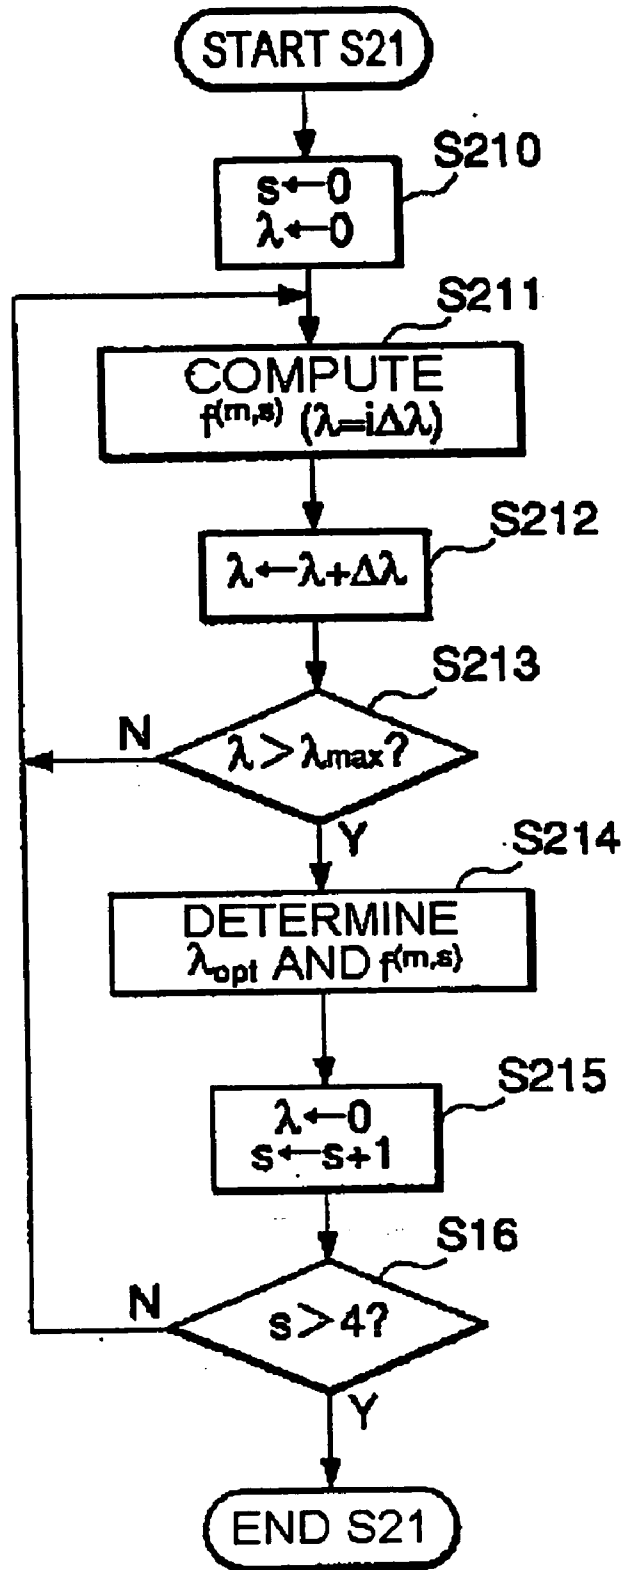 START S21
S210
s←0
λ←0
S211
COMPUTE
f(m,s) (λ=iΔλ)
S212
λ←λ+Δλ
S213
N
λ>λmax?
Y
S214
DETERMINE
λopt AND f(m,s)
S215
λ←0
s←s+1
S16
N
s>4?
Y
END S21